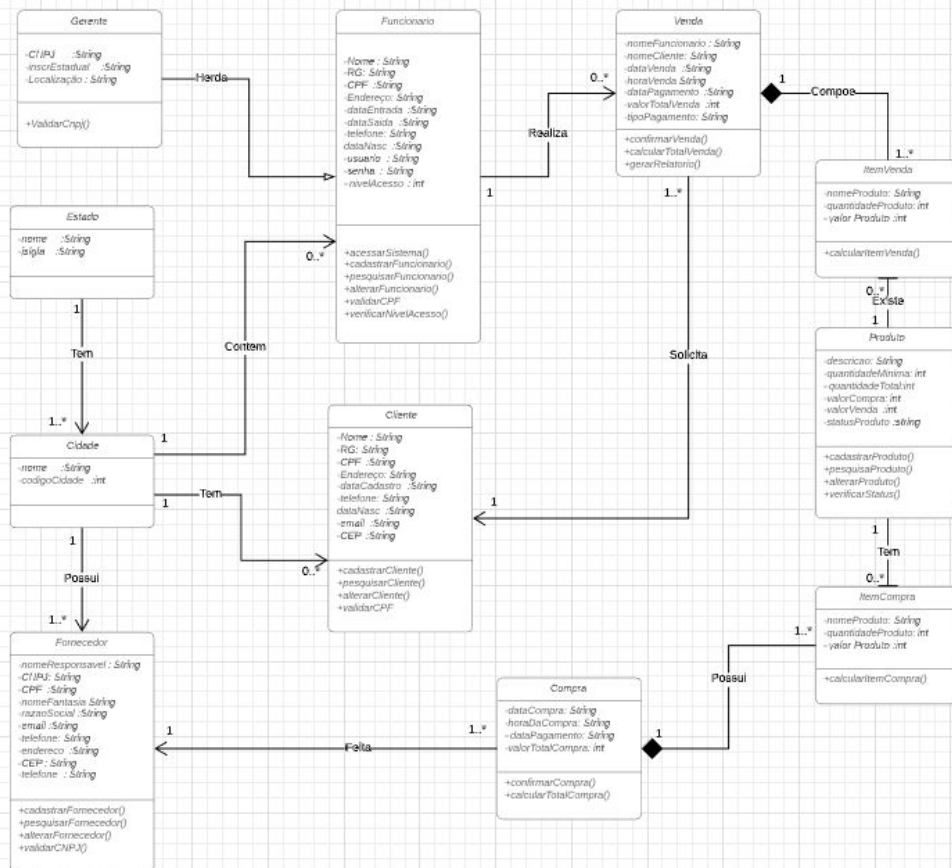 Gerente
-CNPJ :String
-inscrEstadual :String
-Localização : String
+ValidarCnpj()
Herda
Funcionario
-Nome : String
-RG: String
-CPF :String
-Endereço: String
-dataEntrada :String
-dataSaida :String
-telefone: String
dataNasc :String
-usuario : String
-senha : String
-nivelAcesso : int
+acessarSistema()
+cadastrarFuncionario()
+pesquisarFuncionario()
+alterarFuncionario()
+validarCPF
+verificarNivelAcesso()
0..*
Realiza
1
Venda
-nomeFuncionario : String
-nomeCliente: String
-dataVenda :String
-horaVenda String
-dataPagamento :String
-valorTotalVenda :int
-tipoPagamento: String
+confirmarVenda()
+calcularTotalVenda()
+gerarRelatorio()
1
Compoe
1..*
1..*
ItemVenda
-nomeProduto: String
-quantidadeProduto: int
-valor Produto :int
+calcularItemVenda()
0..*
Existe
1
Estado
-nome :String
-isigla :String
1
Tem
1..*
0..*
Contem
1
Solicita
Produto
-descricao: String
-quantidadeMinima: int
-quantidadeTotal:int
-valorCompra: int
-valorVenda :int
-statusProduto :string
+cadastrarProduto()
+pesquisaProduto()
+alterarProduto()
+verificarStatus()
1
Tem
0..*
Cidade
-nome :String
-codigoCidade :int
Tem
1
0..*
Cliente
-Nome : String
-RG: String
-CPF :String
-Endereço: String
-dataCadastro :String
-telefone: String
dataNasc :String
-email :String
-CEP :String
+cadastrarCliente()
+pesquisarCliente()
+alterarCliente()
+validarCPF
1
1
Possui
1..*
Fornecedor
-nomeResponsavel : String
-CNPJ: String
-CPF :String
-nomeFantasia String
-razaoSocial :String
-email :String
-telefone: String
-endereco :String
-CEP :String
-telefone : String
+cadastrarFornecedor()
+pesquisarFornecedor()
+alterarFornecedor()
+validarCNPJ()
1
Feita
1..*
Compra
-dataCompra: String
-horaDaCompra: String
-dataPagamento: String
-valorTotalCompra: int
+confirmarCompra()
+calcularTotalCompra()
1
Possui
1..*
ItemCompra
-nomeProduto: String
-quantidadeProduto: int
-valor Produto :int
+calcularItemCompra()